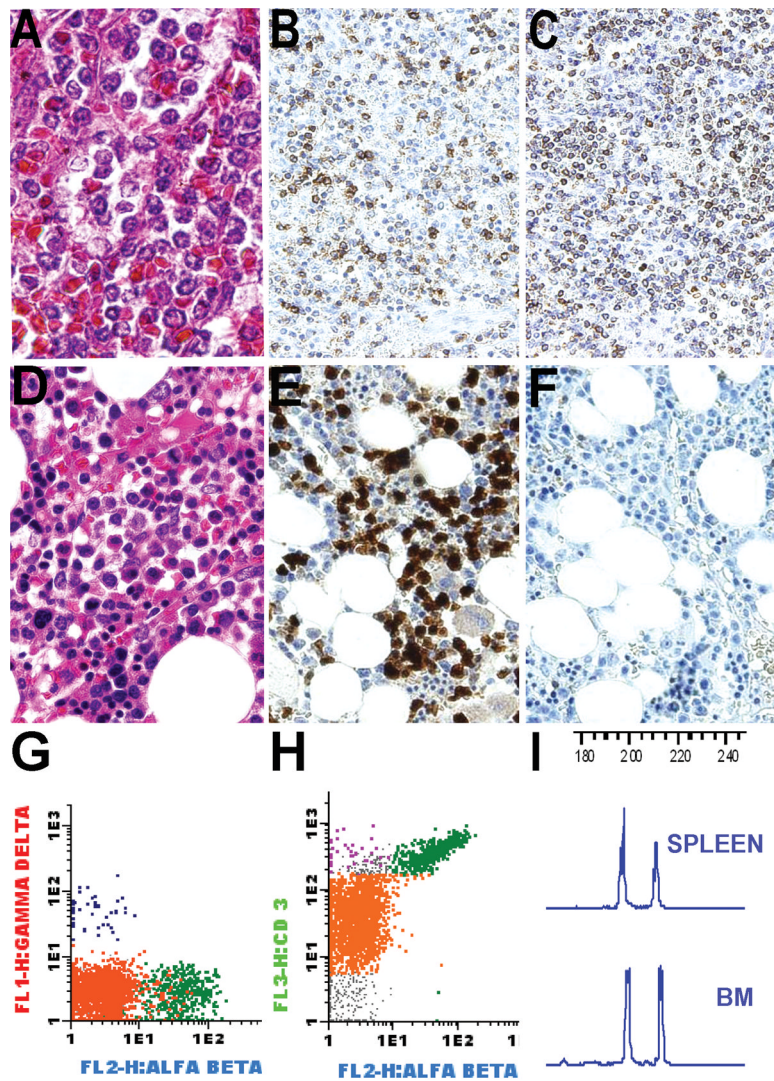 A
B
C
D
E
F
G
H
I
180 200 220 240
SPLEEN
BM
FL1-H:GAMMA DELTA
1E3
1E2
1E1
1
1 1E1 1E2
FL2-H:ALFA BETA
FL3-H:CD 3
1E3
1E2
1E1
1
1 1E1 1E2
FL2-H:ALFA BETA